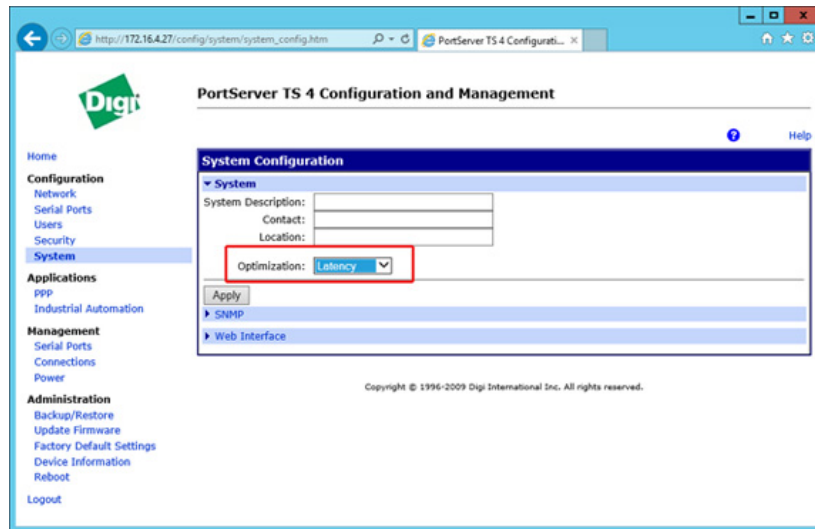 http://172.16.4.27/config/system/system_config.htm
PortServer TS 4 Configurati...
Digi
PortServer TS 4 Configuration and Management
Help
Home
Configuration
Network
Serial Ports
Users
Security
System
Applications
PPP
Industrial Automation
Management
Serial Ports
Connections
Power
Administration
Backup/Restore
Update Firmware
Factory Default Settings
Device Information
Reboot
Logout
System Configuration
System
System Description:
Contact:
Location:
Optimization: Latency
Apply
SNMP
Web Interface
Copyright © 1996-2009 Digi International Inc. All rights reserved.